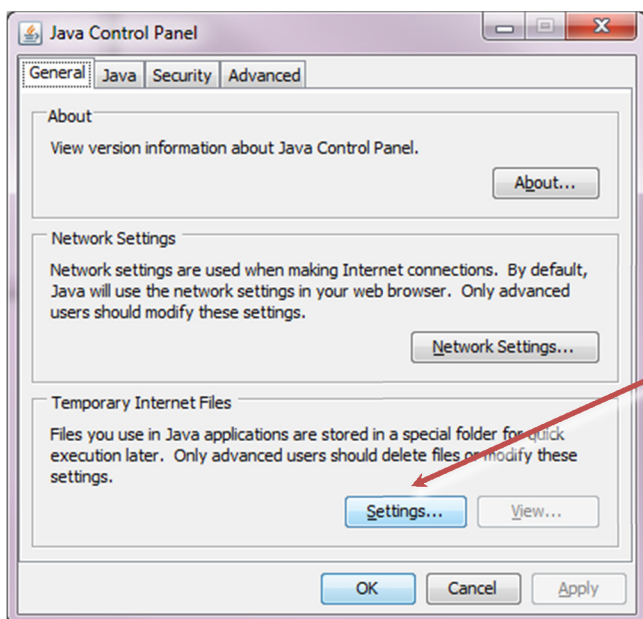 Java Control Panel
General Java Security Advanced
About
View version information about Java Control Panel.
About...
Network Settings
Network settings are used when making Internet connections. By default,
Java will use the network settings in your web browser. Only advanced
users should modify these settings.
Network Settings...
Temporary Internet Files
Files you use in Java applications are stored in a special folder for quick
execution later. Only advanced users should delete files or modify these
settings.
Settings... View...
OK Cancel Apply